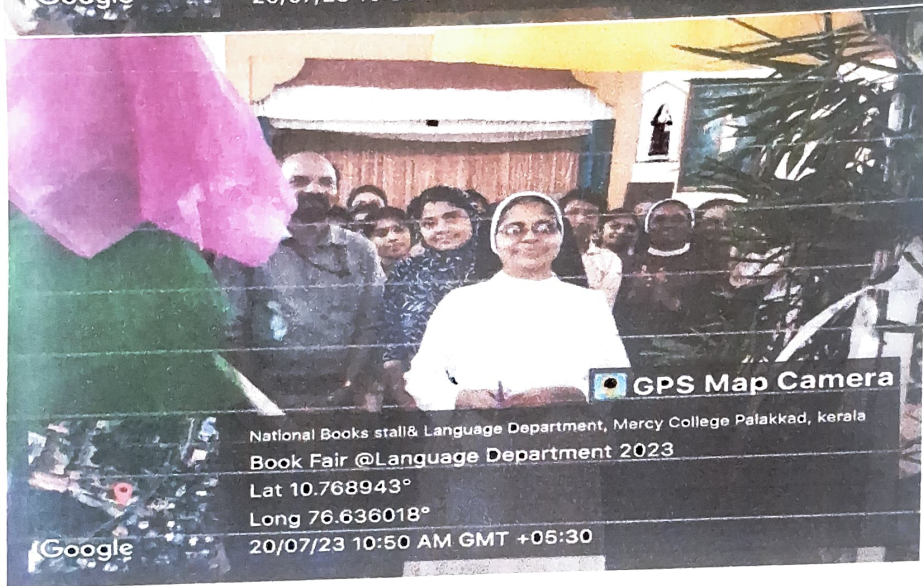 Google
GPS Map Camera
National Books stall& Language Department, Mercy College Palakkad, kerala
Book Fair @Language Department 2023
Lat 10.768943°
Long 76.636018°
20/07/23 10:50 AM GMT +05:30
Google